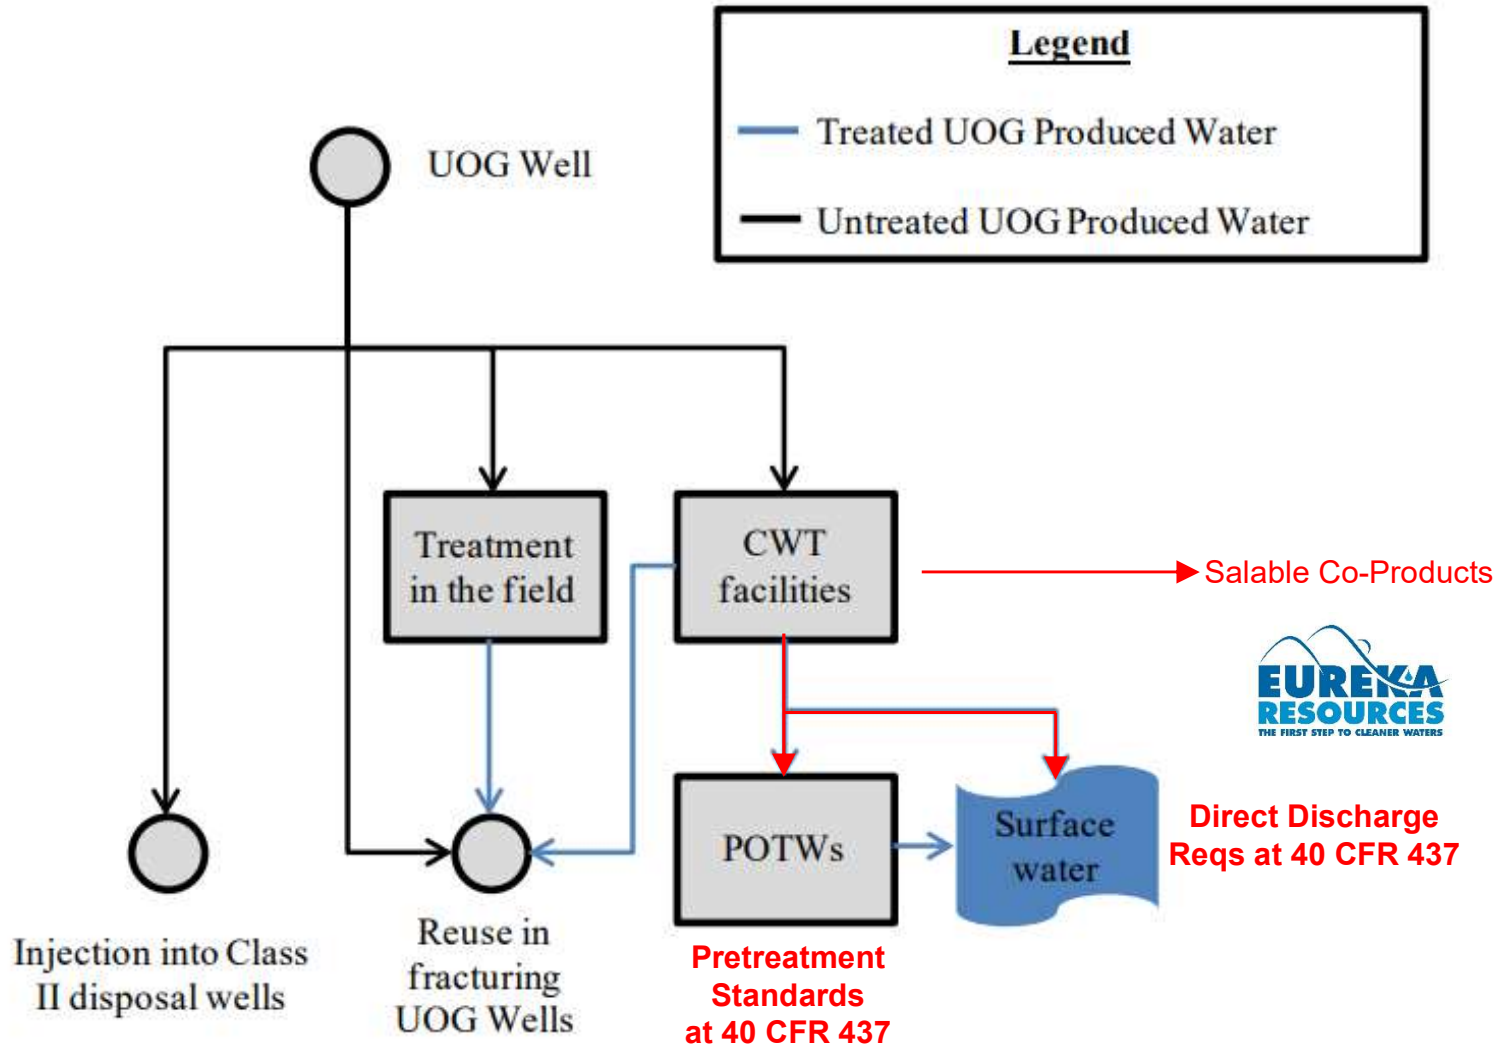 Legend
Treated UOG Produced Water
Untreated UOG Produced Water
UOG Well
Treatment
in the field
CWT
facilities
Salable Co-Products
EUREKA
RESOURCES
THE FIRST STEP TO CLEANER WATERS
POTWs
Surface
water
Direct Discharge
Reqs at 40 CFR 437
Injection into Class
II disposal wells
Reuse in
fracturing
UOG Wells
Pretreatment
Standards
at 40 CFR 437